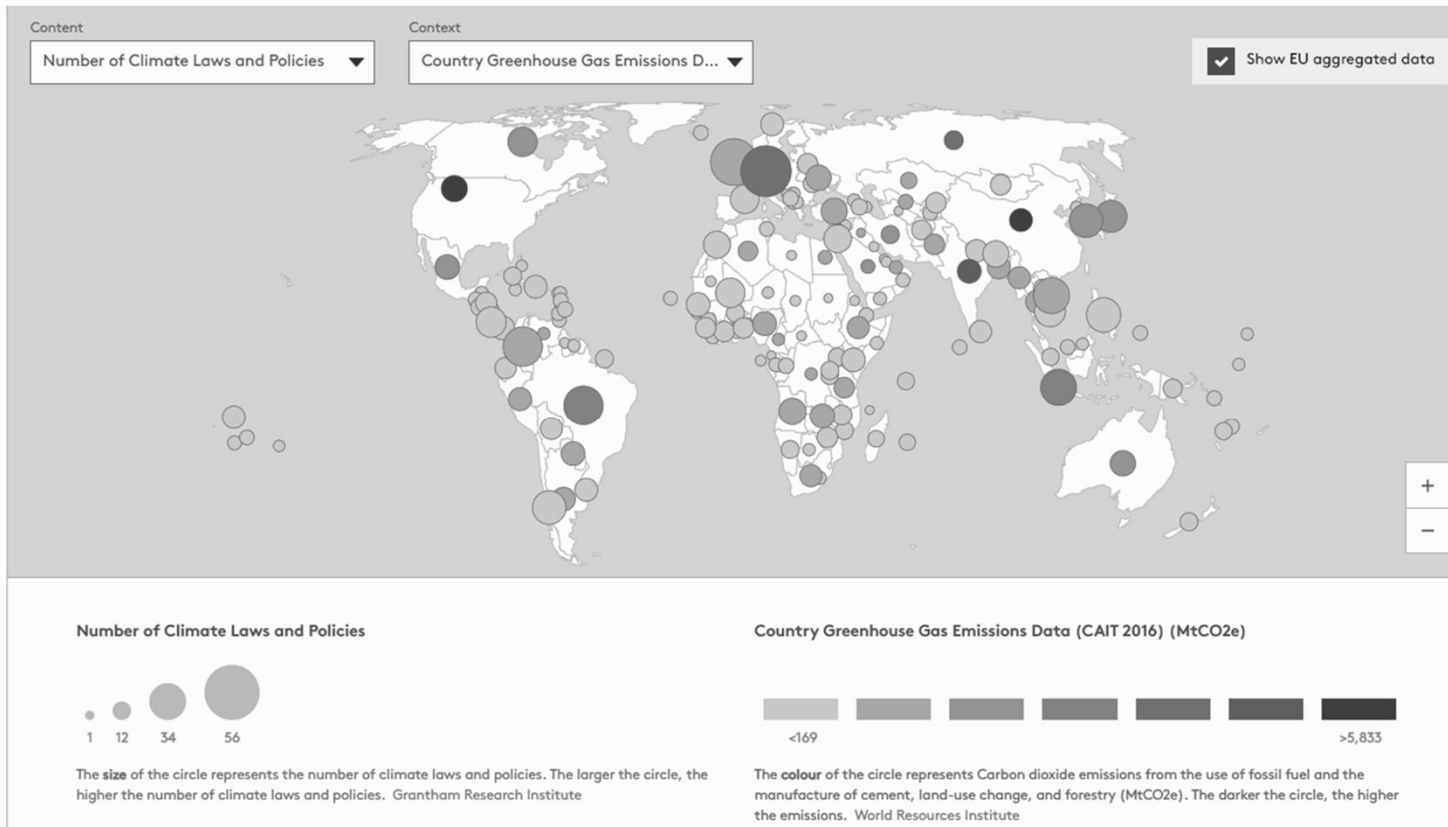 Content
Context
Number of Climate Laws and Policies
Country Greenhouse Gas Emissions D...
Show EU aggregated data
+
−
Number of Climate Laws and Policies
1 12 34 56
The size of the circle represents the number of climate laws and policies. The larger the circle, the
higher the number of climate laws and policies. Grantham Research Institute
Country Greenhouse Gas Emissions Data (CAIT 2016) (MtCO2e)
<169
>5,833
The colour of the circle represents Carbon dioxide emissions from the use of fossil fuel and the
manufacture of cement, land-use change, and forestry (MtCO2e). The darker the circle, the higher
the emissions. World Resources Institute